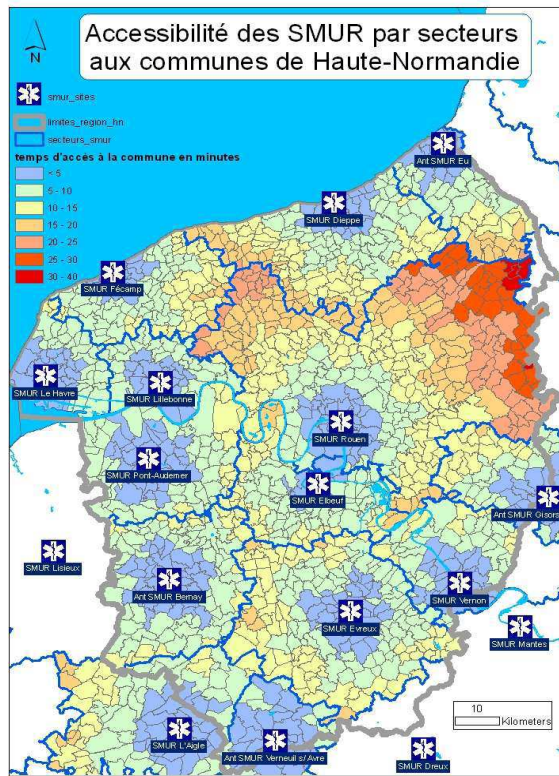 Accessibilité des SMUR par secteurs
aux communes de Haute-Normandie
N
smur_sites
limites_region_hn
secteurs_smur
temps d'accès à la commune en minutes
< 5
5 - 10
10 - 15
15 - 20
20 - 25
25 - 30
30 - 40
Ant SMUR Eu
SMUR Dieppe
SMUR Fécamp
SMUR Le Havre
SMUR Lillebonne
SMUR Rouen
SMUR Pont-Audemer
SMUR Elbeuf
Ant SMUR Gisors
SMUR Lisieux
Ant SMUR Bernay
SMUR Evreux
SMUR Vernon
SMUR Mantes
SMUR L'Aigle
Ant SMUR Verneuil s/Avre
SMUR Dreux
10
Kilometers